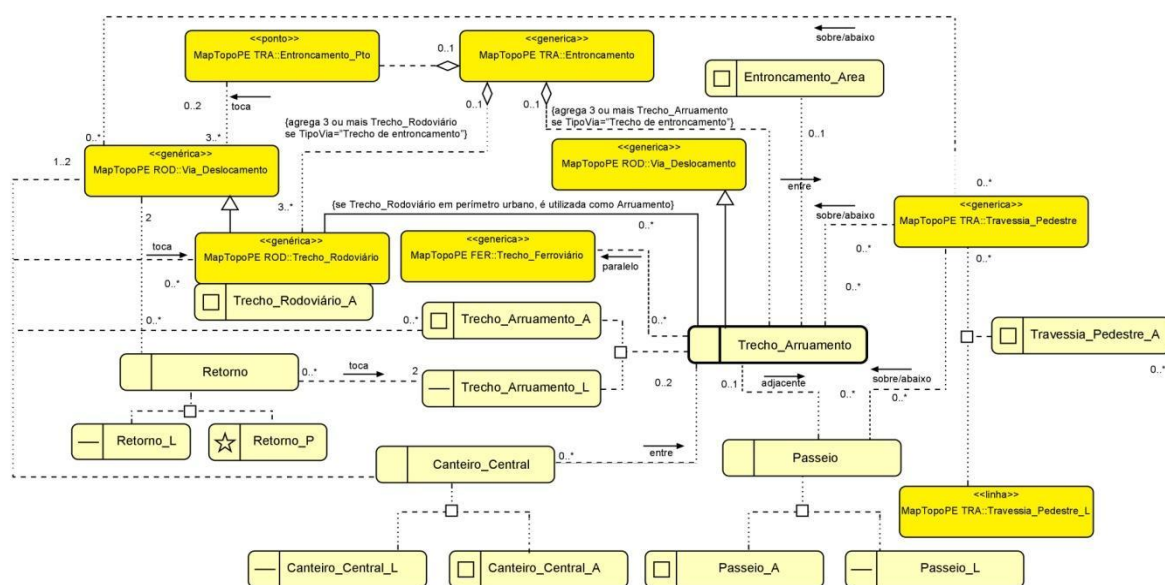 <<ponto>>
MapTopoPE TRA::Entroncamento_Pto
0..1
<<generica>>
MapTopoPE TRA::Entroncamento
sobre/abaixo
Entroncamento_Area
0..2
toca
0..1
0..1
{agrega 3 ou mais Trecho_Rodoviário
se TipoVia="Trecho de entroncamento"}
{agrega 3 ou mais Trecho_Arruamento
se TipoVia="Trecho de entroncamento"}
0..1
0..*
3..*
1..2
<<genérica>>
MapTopoPE ROD::Via_Deslocamento
<<generica>>
MapTopoPE ROD::Via_Deslocamento
entre
0..*
2
3..*
{se Trecho_Rodoviário em perímetro urbano, é utilizada como Arruamento}
0..*
sobre/abaixo
<<generica>>
MapTopoPE TRA::Travessia_Pedestre
toca
<<genérica>>
MapTopoPE ROD::Trecho_Rodoviário
<<generica>>
MapTopoPE FER::Trecho_Ferroviário
paralelo
0..*
0..*
0..*
0..*
Trecho_Rodoviário_A
0..*
0..*
Trecho_Arruamento_A
0..*
Trecho_Arruamento
Travessia_Pedestre_A
0..*
Retorno
0..*
toca
2
Trecho_Arruamento_L
0..2
0..1
adjacente
0..*
sobre/abaixo
0..*
Retorno_L
Retorno_P
Canteiro_Central
0..*
entre
Passeio
<<linha>>
MapTopoPE TRA::Travessia_Pedestre_L
Canteiro_Central_L
Canteiro_Central_A
Passeio_A
Passeio_L